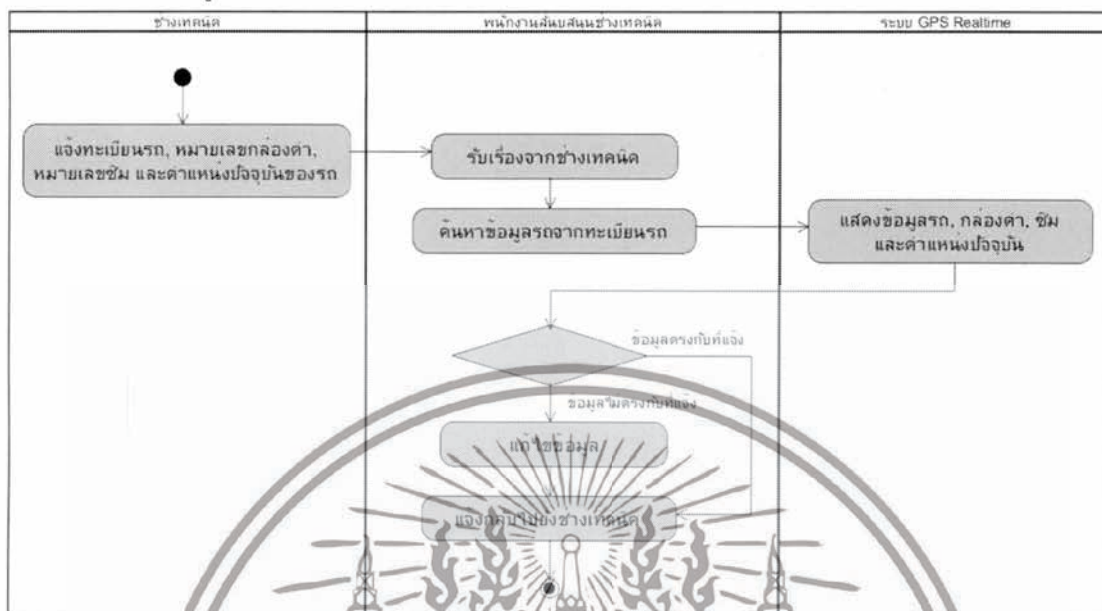 ช่างเทคนิค
พนักงานสนับสนุนช่างเทคนิค
ระบบ GPS Realtime
แจ้งทะเบียนรถ, หมายเลขกล่องดำ,
หมายเลขซิม และตำแหน่งปัจจุบันของรถ
รับเรื่องจากช่างเทคนิค
ค้นหาข้อมูลรถจากทะเบียนรถ
แสดงข้อมูลรถ, กล่องดำ, ซิม
และตำแหน่งปัจจุบัน
ข้อมูลตรงกับที่แจ้ง
ข้อมูลไม่ตรงกับที่แจ้ง
แก้ไขข้อมูล
แจ้งกลับไปยังช่างเทคนิค